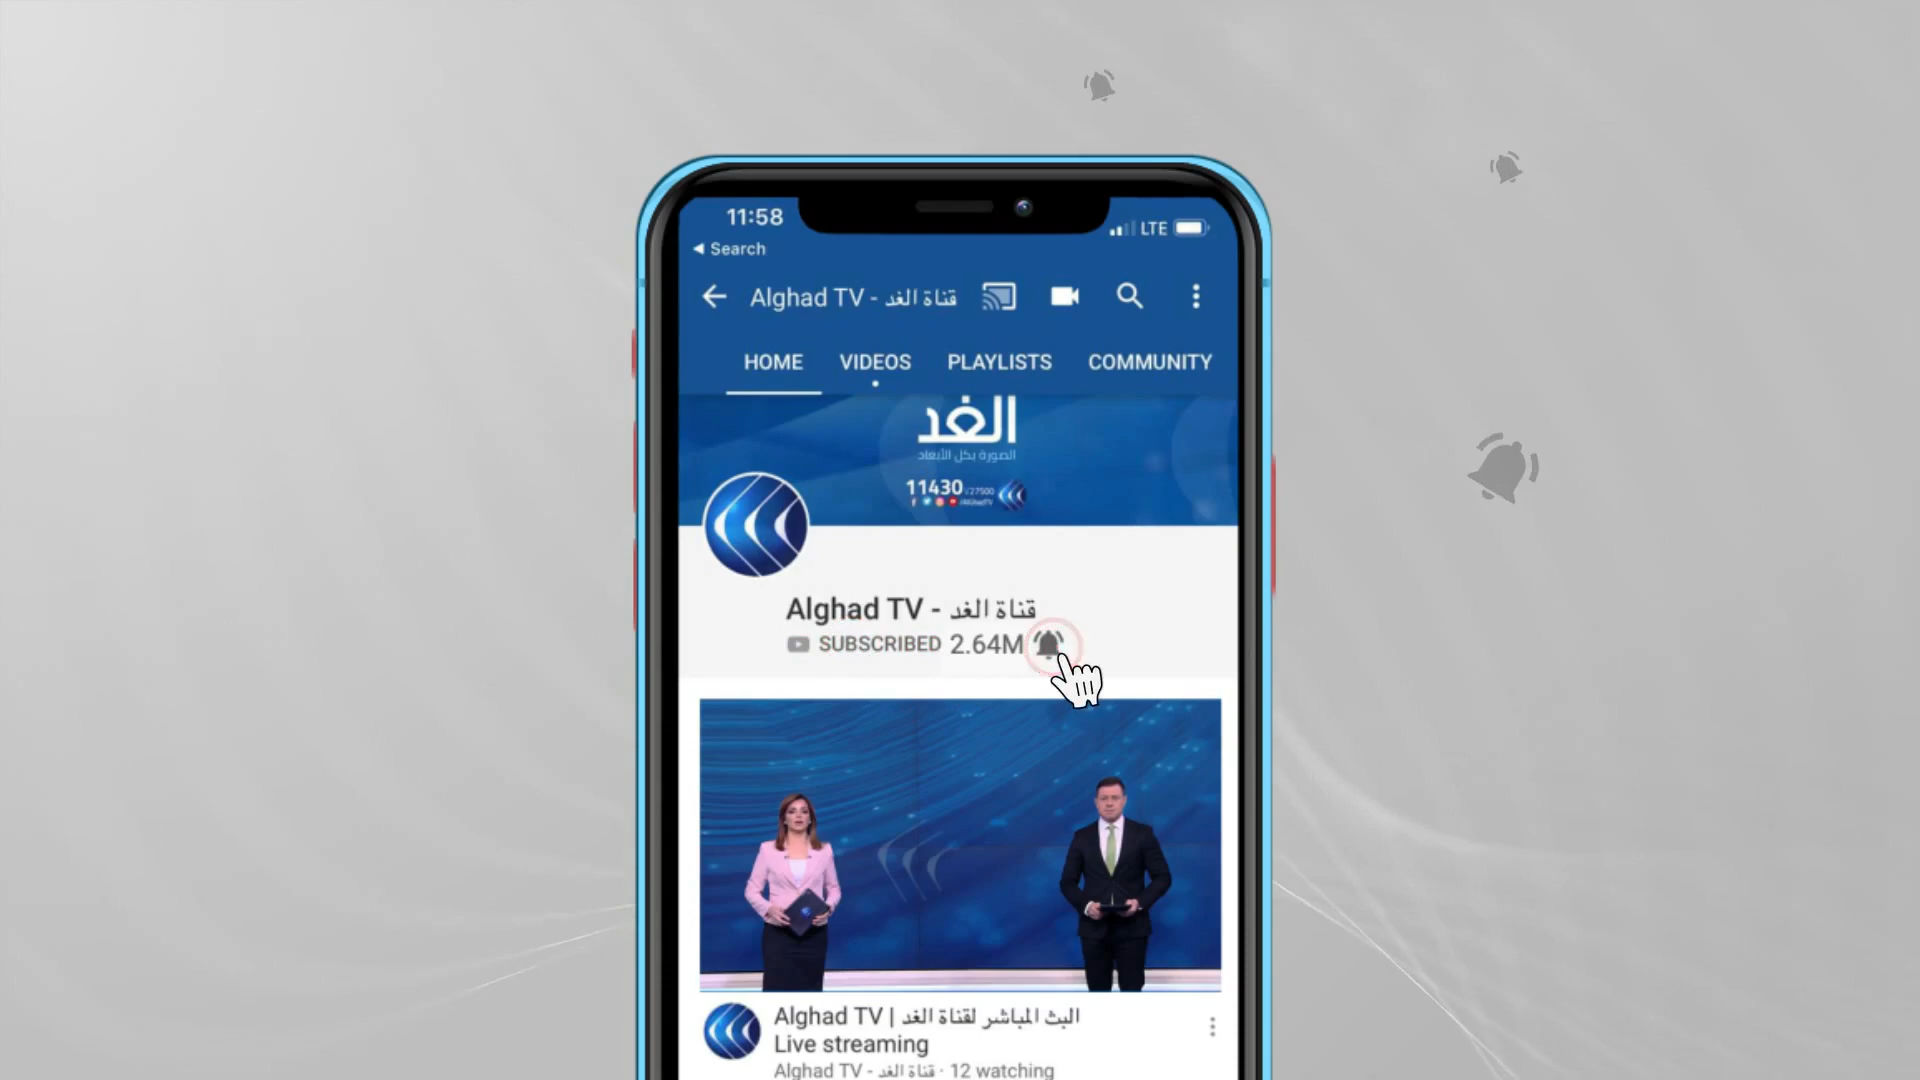 11:58
LTE
Search
Alghad TV - قناة الغد
HOME VIDEOS PLAYLISTS COMMUNITY
الغد
الصورة بكل الأبعاد
11430
27500
Alghad TV - قناة الغد
SUBSCRIBED 2.64M
Alghad TV | البث المباشر لقناة الغد
Live streaming
Alghad TV - قناة الغد · 12 watching